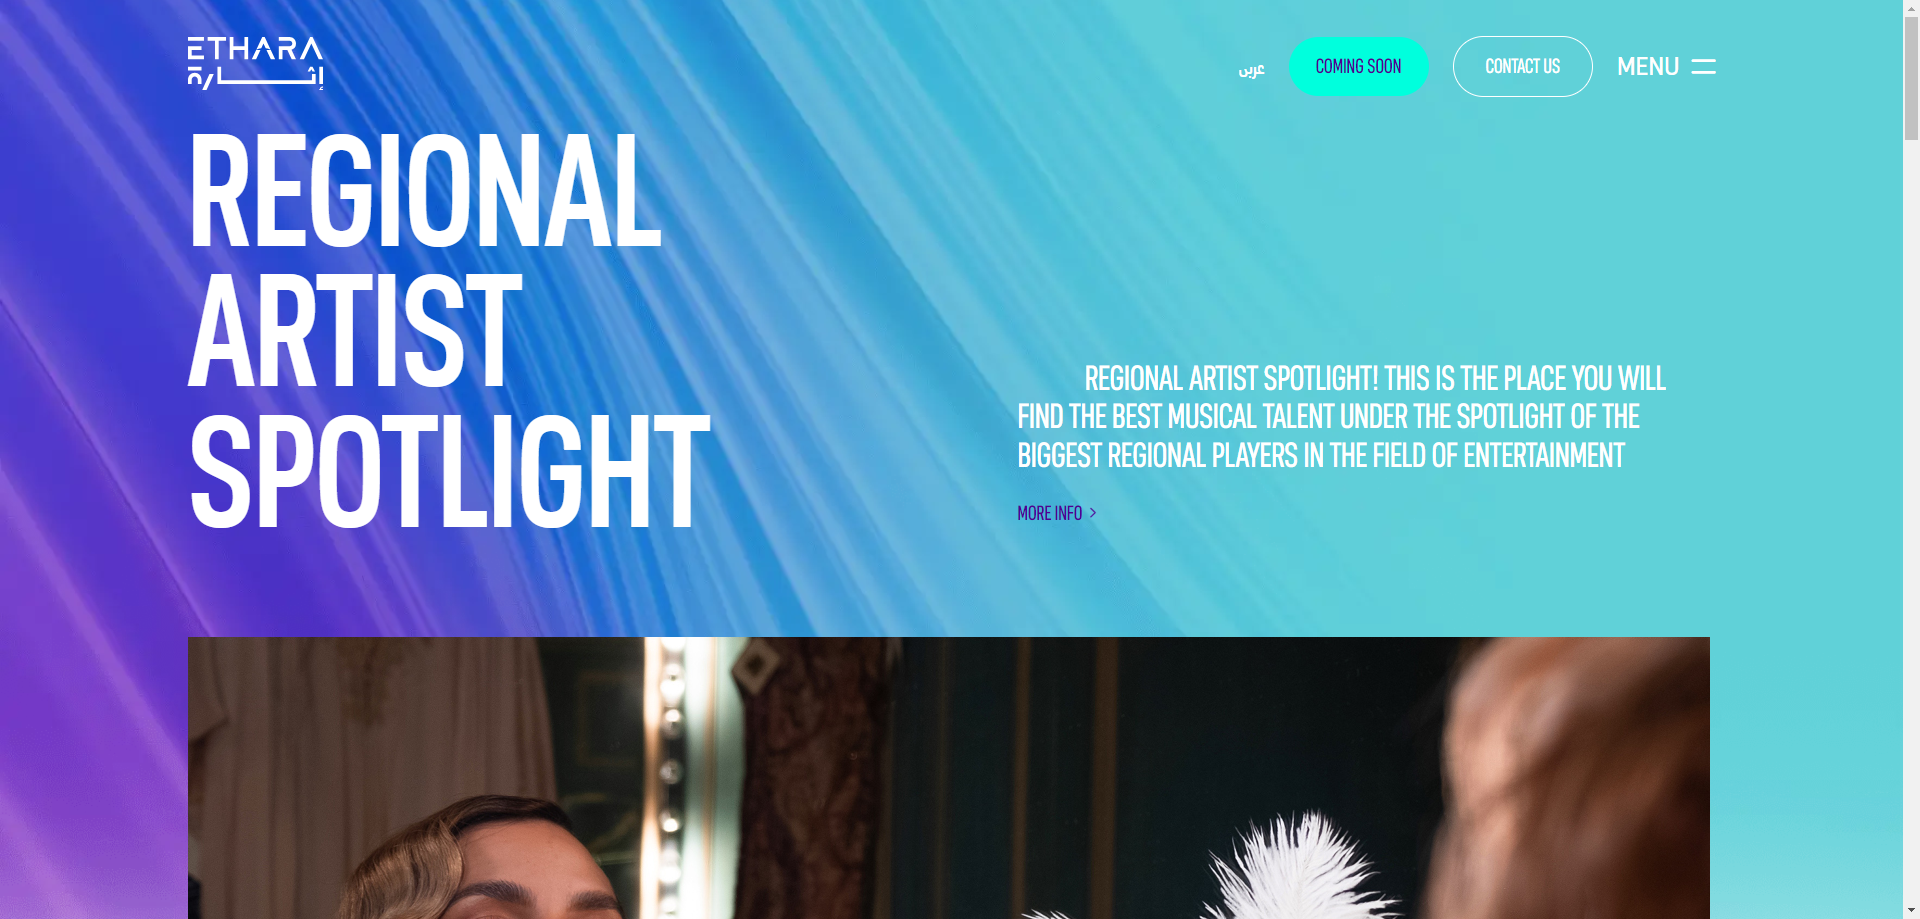 ETHARA
إثارة
عربى
COMING SOON
CONTACT US
MENU
REGIONAL
ARTIST
SPOTLIGHT
REGIONAL ARTIST SPOTLIGHT! THIS IS THE PLACE YOU WILL
FIND THE BEST MUSICAL TALENT UNDER THE SPOTLIGHT OF THE
BIGGEST REGIONAL PLAYERS IN THE FIELD OF ENTERTAINMENT
MORE INFO >